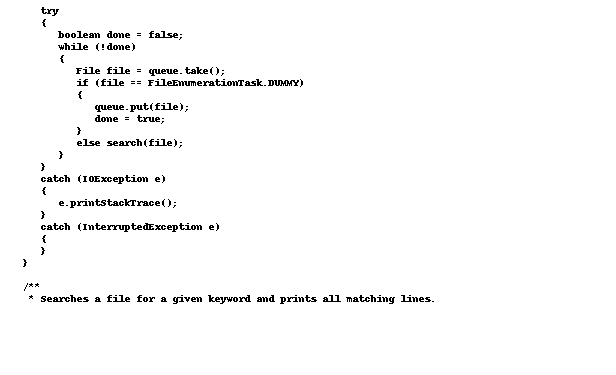 try
{
boolean done = false;
while (!done)
{
File file = queue.take();
if (file == FileEnumerationTask.DUMMY)
{
queue.put(file);
done = true;
}
else search(file);
}
}
catch (IOException e)
{
e.printStackTrace();
}
catch (InterruptedException e)
{
}
}
/**
* Searches a file for a given keyword and prints all matching lines.